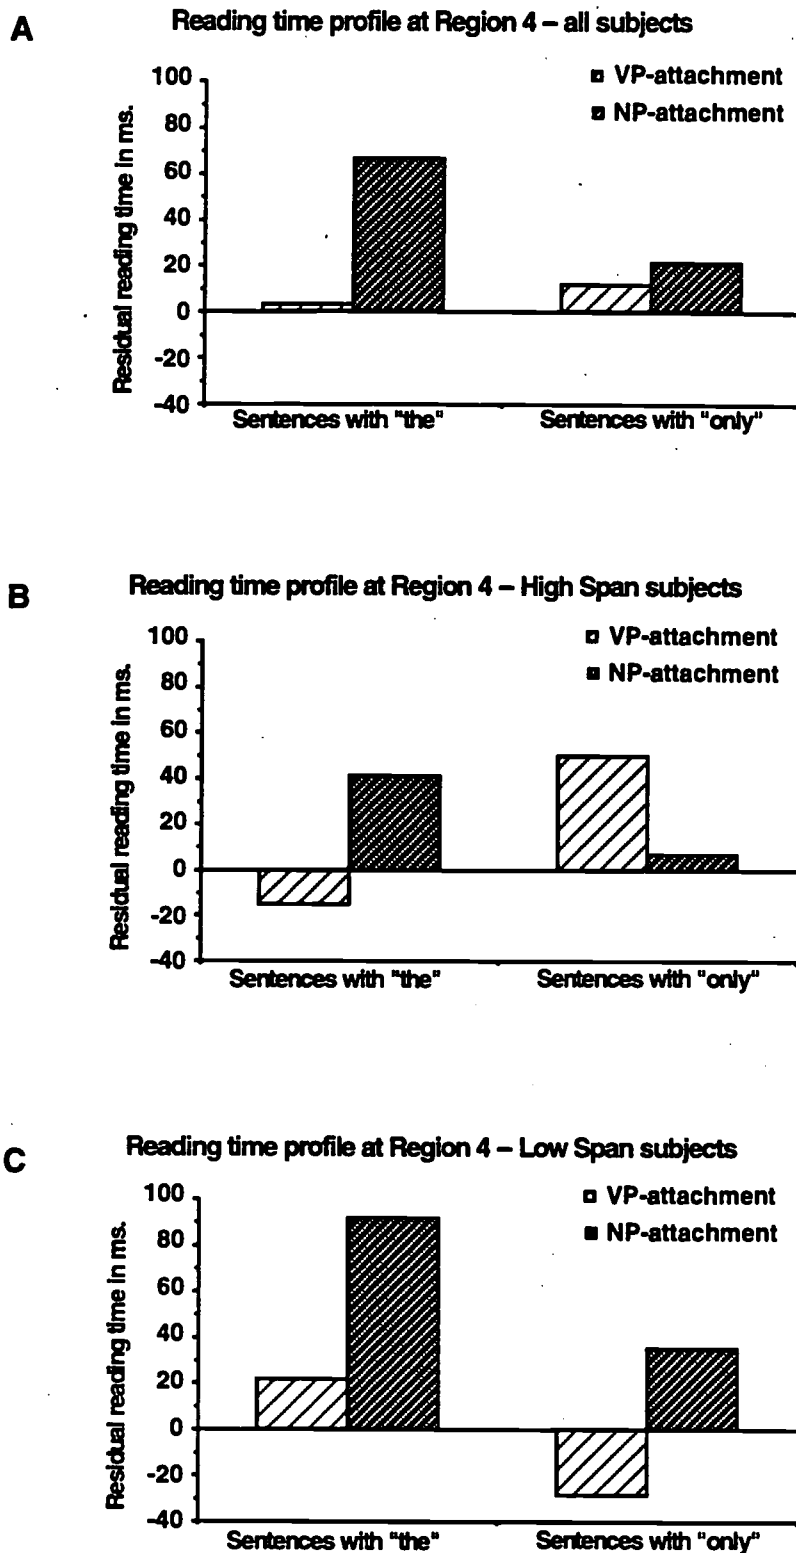 A
Reading time profile at Region 4 – all subjects
VP-attachment
NP-attachment
Residual reading time in ms.
100
80
60
40
20
0
-20
-40
Sentences with "the"
Sentences with "only"
B
Reading time profile at Region 4 – High Span subjects
VP-attachment
NP-attachment
Residual reading time in ms.
100
80
60
40
20
0
-20
-40
Sentences with "the"
Sentences with "only"
C
Reading time profile at Region 4 – Low Span subjects
VP-attachment
NP-attachment
Residual reading time in ms.
100
80
60
40
20
0
-20
-40
Sentences with "the"
Sentences with "only"